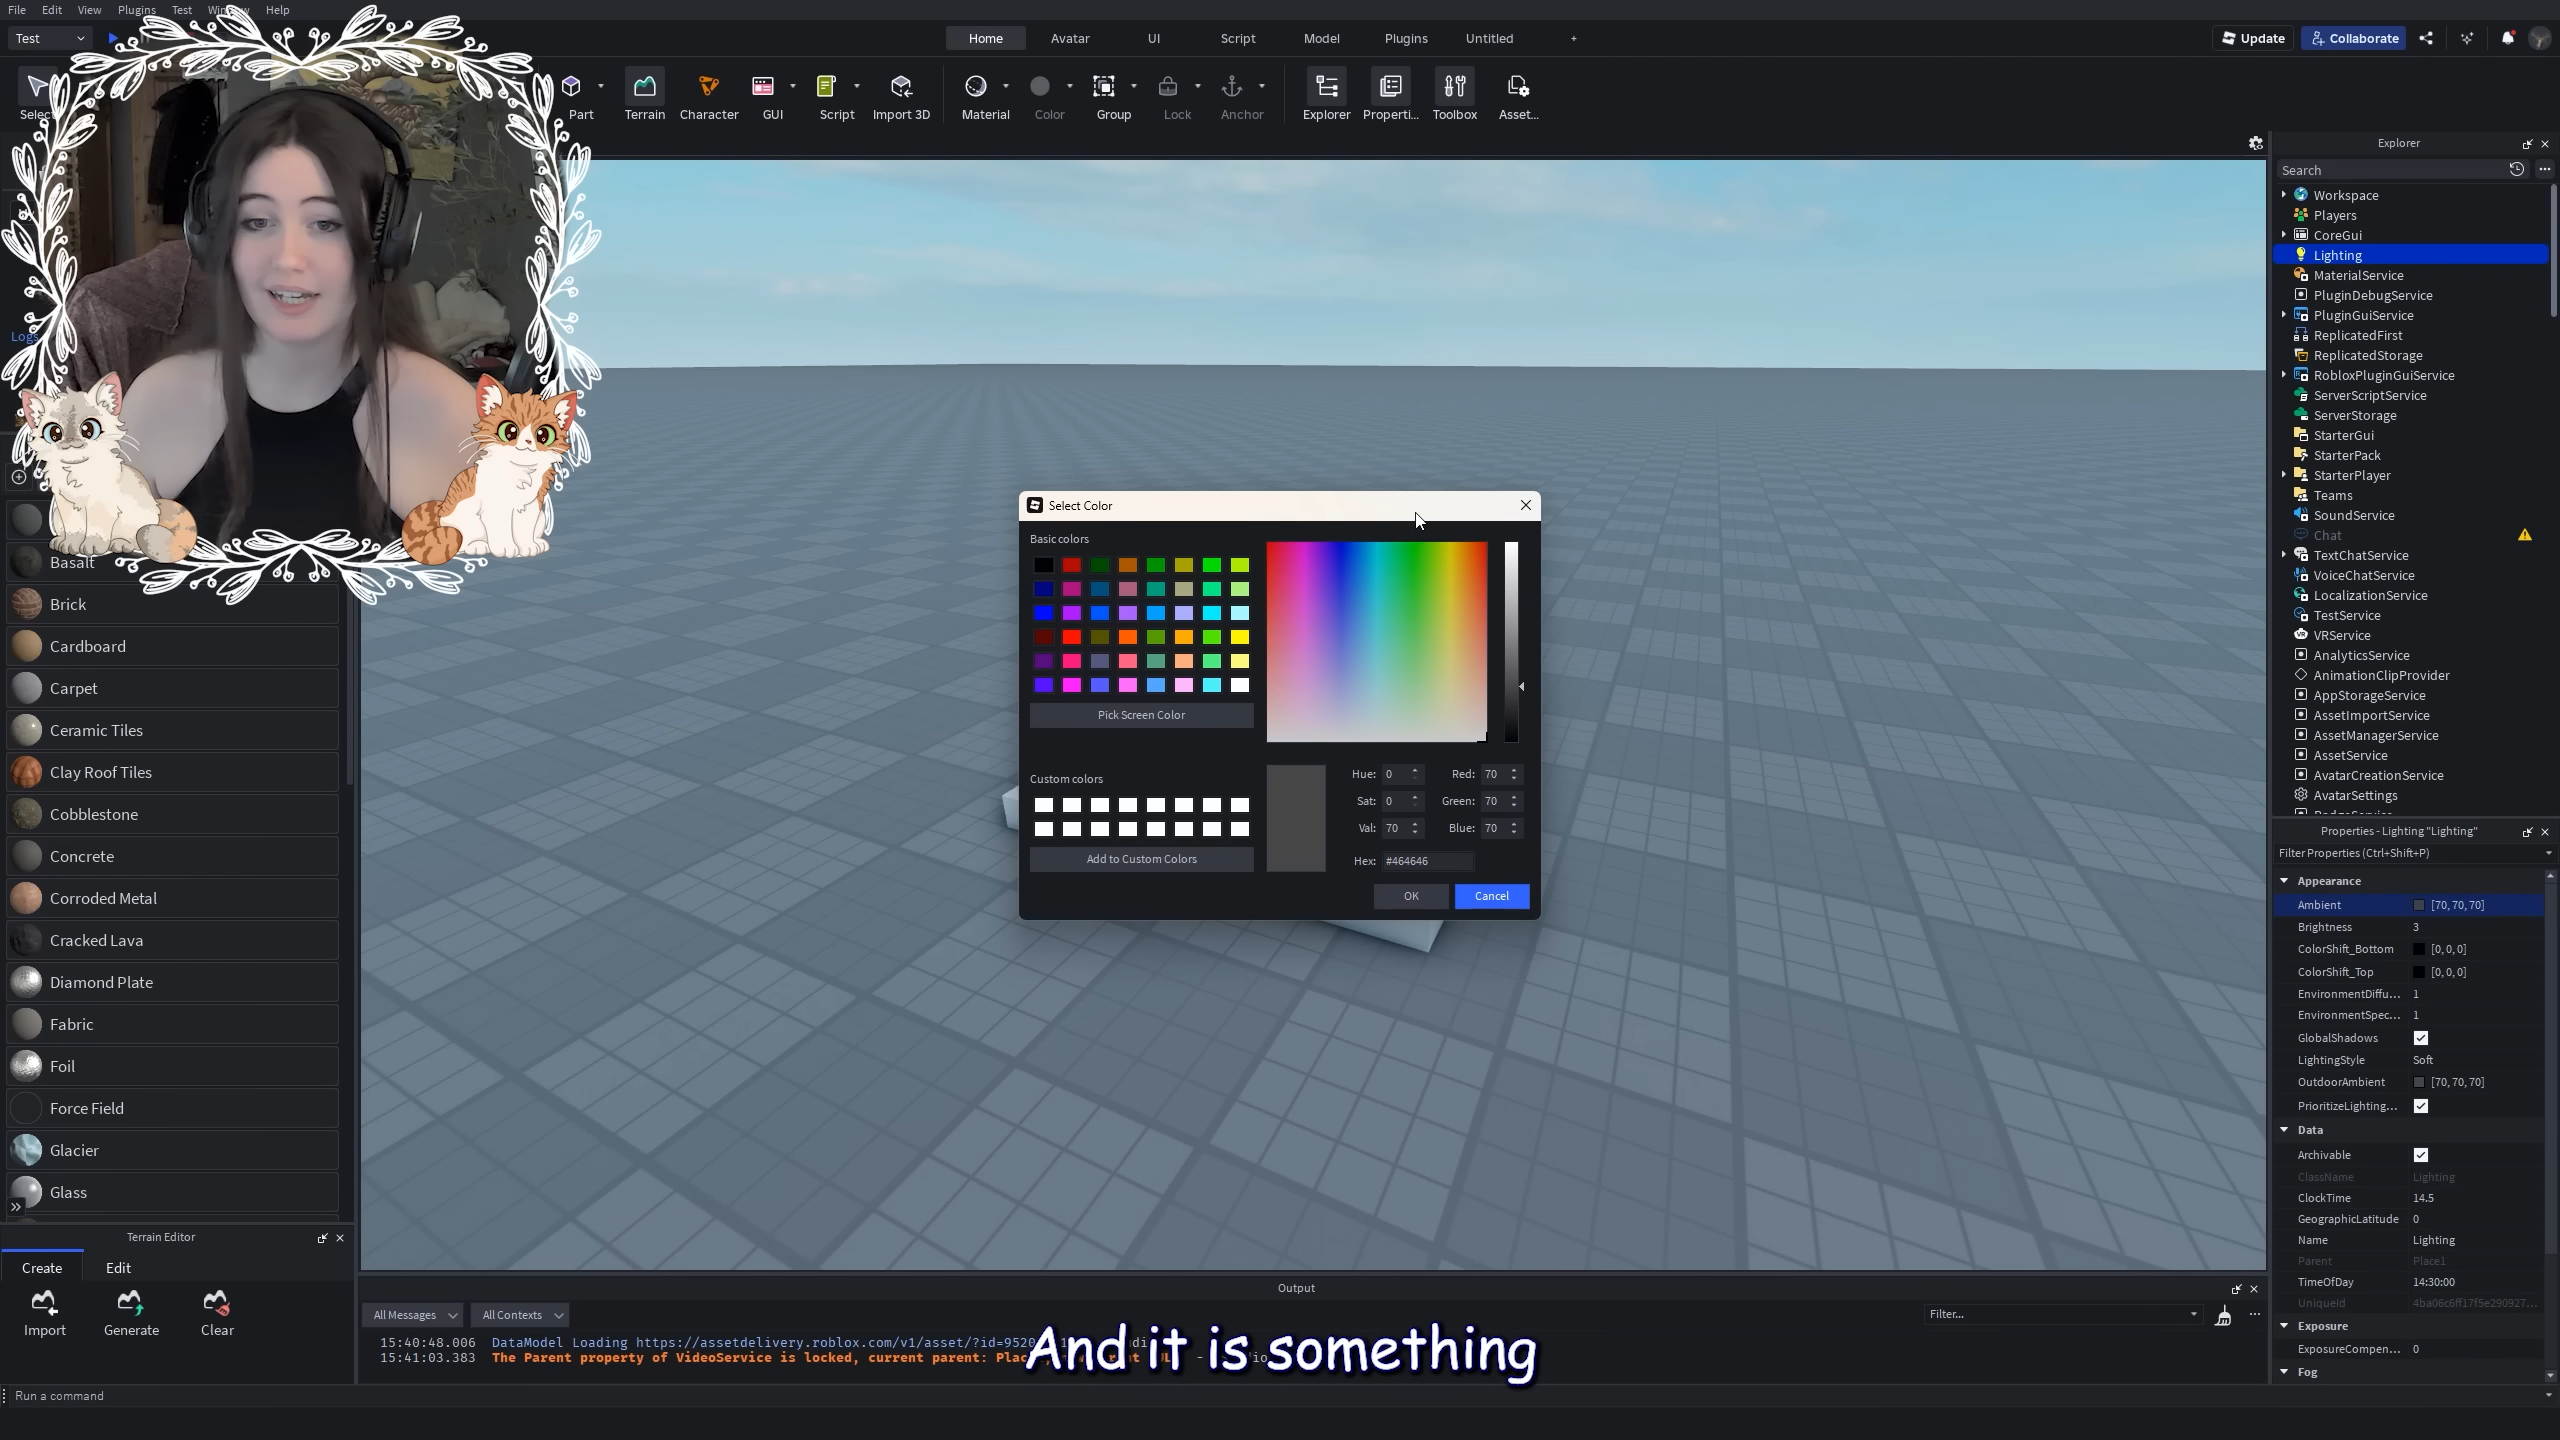 File Edit View Plugins Test Help
Test
Home Avatar UI Script Model Plugins Untitled +
Update Collaborate
Select Part Terrain Character GUI Script Import 3D Material Color Group Lock Anchor Explorer Properti... Toolbox Asset...
Logs
Basalt
Brick
Cardboard
Carpet
Ceramic Tiles
Clay Roof Tiles
Cobblestone
Concrete
Corroded Metal
Cracked Lava
Diamond Plate
Fabric
Foil
Force Field
Glacier
Glass
Terrain Editor
Create Edit
Import Generate Clear
Select Color
Basic colors
Pick Screen Color
Custom colors
Add to Custom Colors
Hue: 0 Red: 70
Sat: 0 Green: 70
Val: 70 Blue: 70
Hex: #464646
OK Cancel
Explorer
Search
Workspace
Players
CoreGui
Lighting
MaterialService
PluginDebugService
PluginGuiService
ReplicatedFirst
ReplicatedStorage
RobloxPluginGuiService
ServerScriptService
ServerStorage
StarterGui
StarterPack
StarterPlayer
Teams
SoundService
Chat
TextChatService
VoiceChatService
LocalizationService
TestService
VRService
AnalyticsService
AnimationClipProvider
AppStorageService
AssetImportService
AssetManagerService
AssetService
AvatarCreationService
AvatarSettings
Properties - Lighting "Lighting"
Filter Properties (Ctrl+Shift+P)
Appearance
Ambient [70, 70, 70]
Brightness 3
ColorShift_Bottom [0, 0, 0]
ColorShift_Top [0, 0, 0]
EnvironmentDiffu... 1
EnvironmentSpec... 1
GlobalShadows
LightingStyle Soft
OutdoorAmbient [70, 70, 70]
PrioritizeLighting...
Data
Archivable
ClassName Lighting
ClockTime 14.5
GeographicLatitude 0
Name Lighting
Parent Place1
TimeOfDay 14:30:00
UniqueId 4ba06c6ff17f5e290927...
Exposure
ExposureCompen... 0
Fog
Output
All Messages All Contexts Filter...
15:40:48.006 DataModel Loading https://assetdelivery.roblox.com/v1/asset/?id=9520
15:41:03.383 The Parent property of VideoService is locked, current parent:
And it is something
Run a command